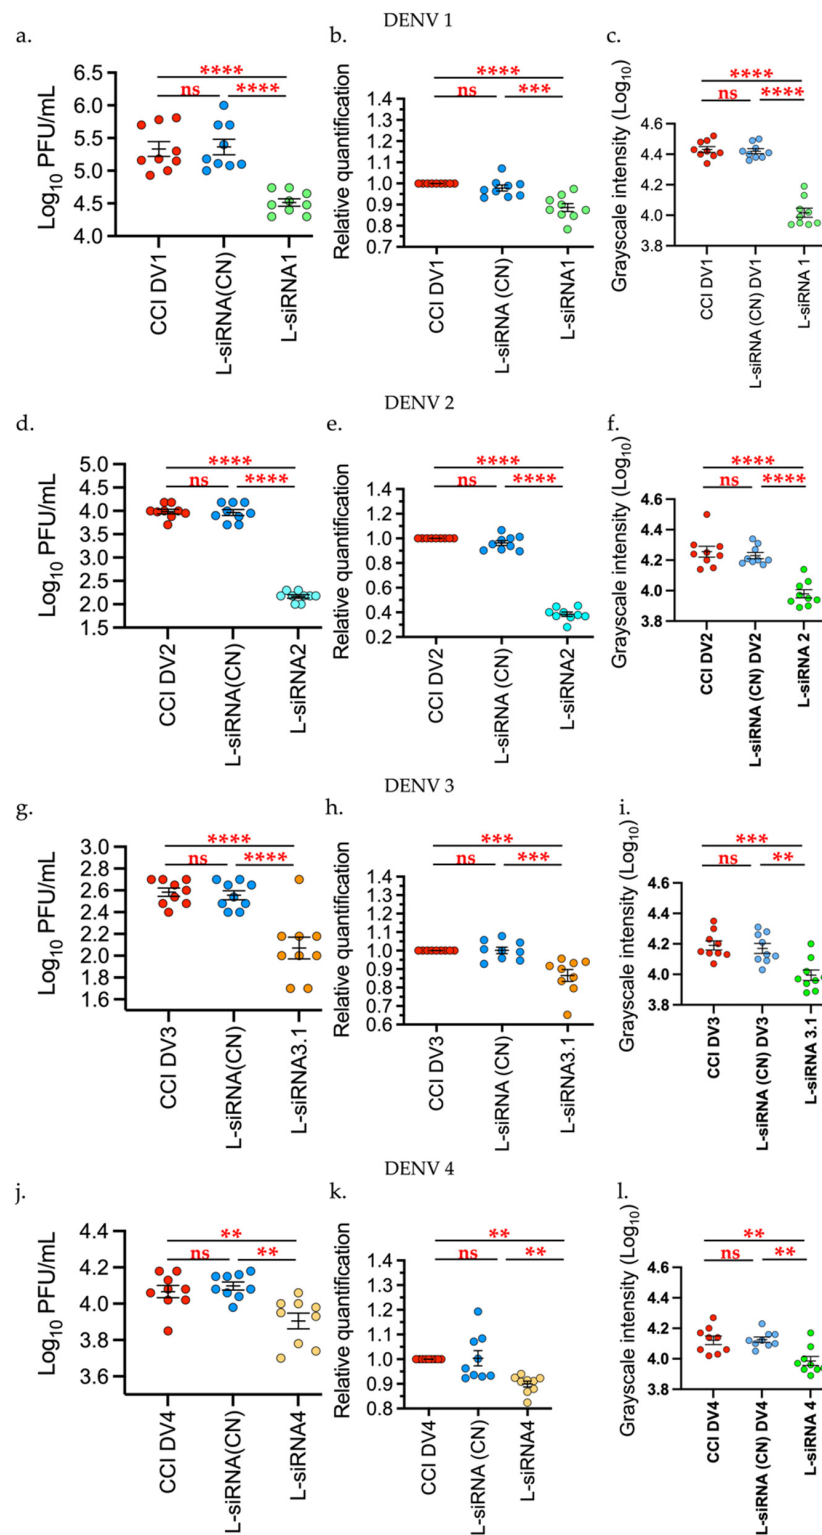 DENV 1
a.
**** 
ns ****
Log10 PFU/mL
6.5
6.0
5.5
5.0
4.5
4.0
CCI DV1
L-siRNA(CN)
L-siRNA1
b.
****
ns ***
Relative quantification
1.4
1.3
1.2
1.1
1.0
0.9
0.8
0.7
CCI DV1
L-siRNA (CN)
L-siRNA1
c.
****
ns ****
Grayscale intensity (Log10)
4.6
4.4
4.2
4.0
3.8
CCI DV1
L-siRNA (CN) DV1
L-siRNA 1
DENV 2
d.
****
ns ****
Log10 PFU/mL
5.0
4.5
4.0
3.5
3.0
2.5
2.0
1.5
CCI DV2
L-siRNA(CN)
L-siRNA2
e.
****
ns ****
Relative quantification
1.4
1.2
1.0
0.8
0.6
0.4
0.2
CCI DV2
L-siRNA (CN)
L-siRNA2
f.
****
ns ****
Grayscale intensity (Log10)
4.6
4.4
4.2
4.0
3.8
CCI DV2
L-siRNA (CN) DV2
L-siRNA 2
DENV 3
g.
****
ns ****
Log10 PFU/mL
3.0
2.8
2.6
2.4
2.2
2.0
1.8
1.6
CCI DV3
L-siRNA(CN)
L-siRNA3.1
h.
***
ns ***
Relative quantification
1.4
1.3
1.2
1.1
1.0
0.9
0.8
0.7
0.6
CCI DV3
L-siRNA (CN)
L-siRNA3.1
i.
***
ns **
Grayscale intensity (Log10)
4.6
4.4
4.2
4.0
3.8
CCI DV3
L-siRNA (CN) DV3
L-siRNA 3.1
DENV 4
j.
**
ns **
Log10 PFU/mL
4.4
4.2
4.0
3.8
3.6
CCI DV4
L-siRNA(CN)
L-siRNA4
k.
**
ns **
Relative quantification
1.4
1.3
1.2
1.1
1.0
0.9
0.8
CCI DV4
L-siRNA (CN)
L-siRNA4
l.
**
ns **
Grayscale intensity (Log10)
4.6
4.4
4.2
4.0
3.8
CCI DV4
L-siRNA (CN) DV4
L-siRNA 4